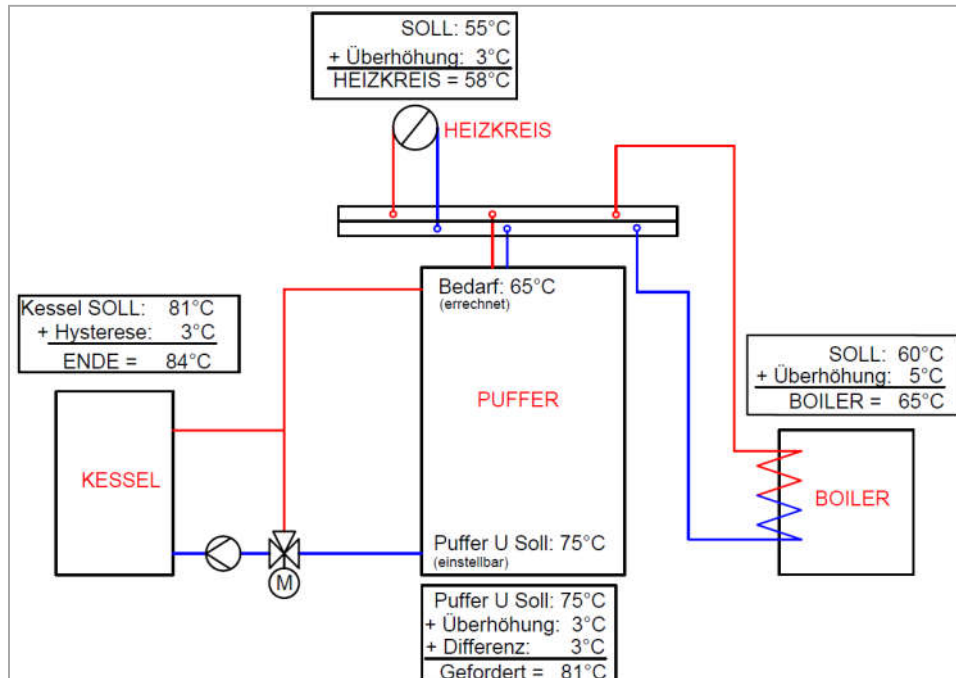 SOLL: 55°C
+ Überhöhung: 3°C
HEIZKREIS = 58°C
HEIZKREIS
Bedarf: 65°C
(errechnet)
Kessel SOLL: 81°C
+ Hysterese: 3°C
ENDE = 84°C
SOLL: 60°C
+ Überhöhung: 5°C
BOILER = 65°C
PUFFER
KESSEL
BOILER
Puffer U Soll: 75°C
(einstellbar)
M
Puffer U Soll: 75°C
+ Überhöhung: 3°C
+ Differenz: 3°C
Gefordert = 81°C